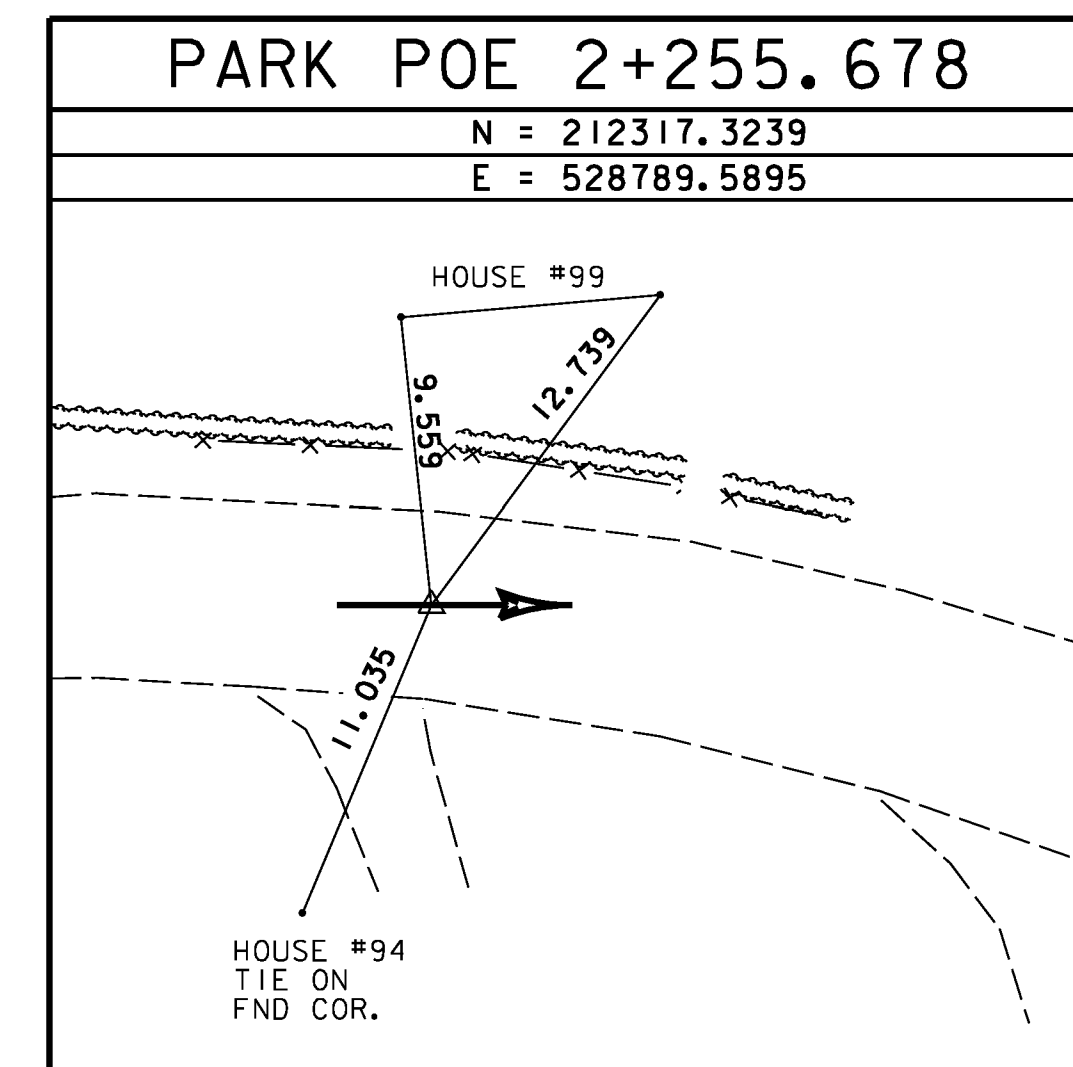 PARK POE 2+255.678
N = 212317.3239
E = 528789.5895
HOUSE #99
9.559
12.739
11.035
HOUSE #94
TIE ON
FND COR.